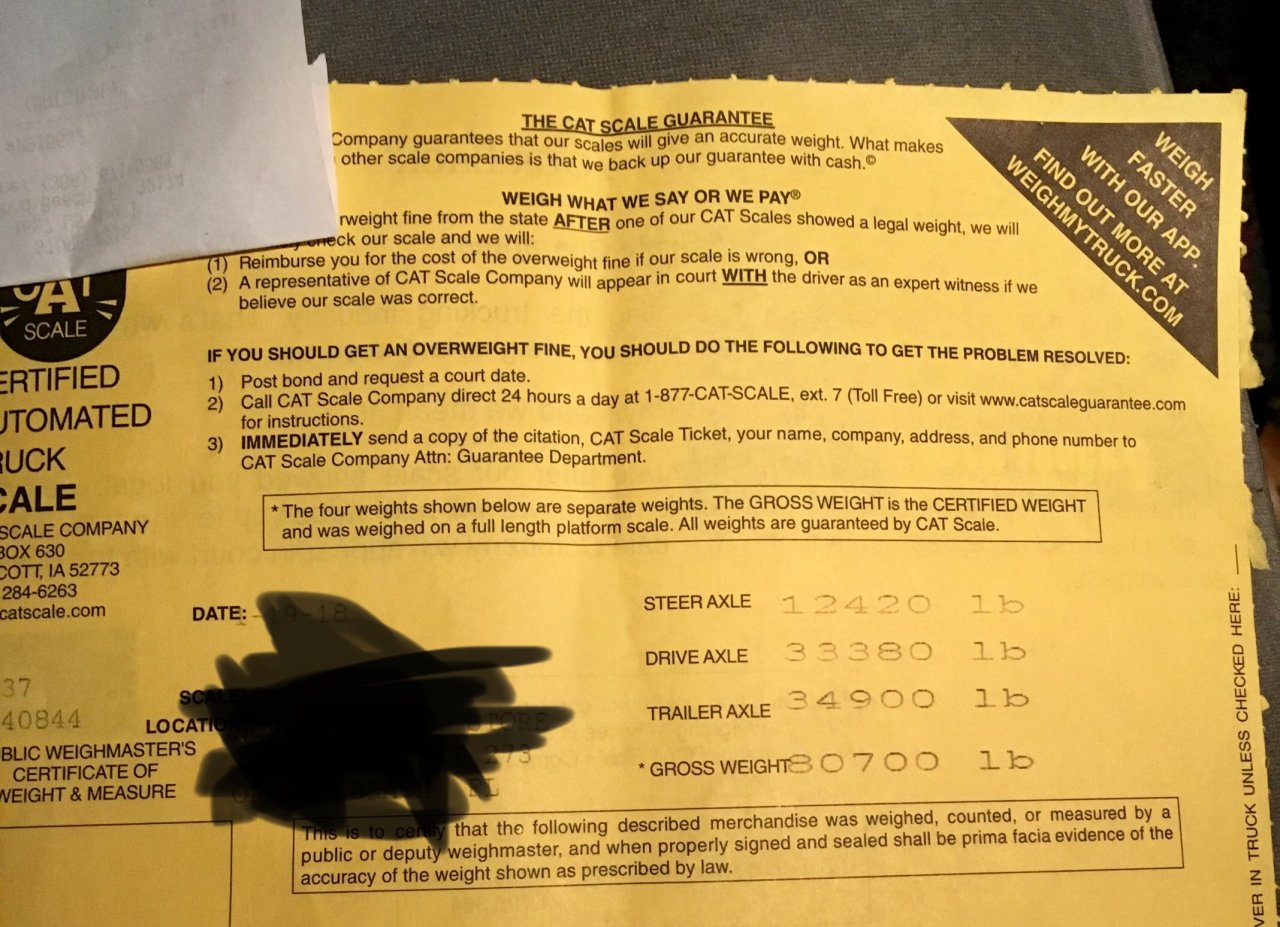 THE CAT SCALE GUARANTEE
Company guarantees that our scales will give an accurate weight. What makes
other scale companies is that we back up our guarantee with cash.©
WEIGH WHAT WE SAY OR WE PAY®
rweight fine from the state AFTER one of our CAT Scales showed a legal weight, we will
check our scale and we will:
(1) Reimburse you for the cost of the overweight fine if our scale is wrong, OR
(2) A representative of CAT Scale Company will appear in court WITH the driver as an expert witness if we
believe our scale was correct.
WEIGH
FASTER
WITH OUR APP.
FIND OUT MORE AT
WEIGHMYTRUCK.COM
IF YOU SHOULD GET AN OVERWEIGHT FINE, YOU SHOULD DO THE FOLLOWING TO GET THE PROBLEM RESOLVED:
1) Post bond and request a court date.
2) Call CAT Scale Company direct 24 hours a day at 1-877-CAT-SCALE, ext. 7 (Toll Free) or visit www.catscaleguarantee.com
for instructions.
3) IMMEDIATELY send a copy of the citation, CAT Scale Ticket, your name, company, address, and phone number to
CAT Scale Company Attn: Guarantee Department.
* The four weights shown below are separate weights. The GROSS WEIGHT is the CERTIFIED WEIGHT
and was weighed on a full length platform scale. All weights are guaranteed by CAT Scale.
CAT
SCALE
ERTIFIED
UTOMATED
RUCK
CALE
SCALE COMPANY
BOX 630
COTT, IA 52773
284-6263
catscale.com
37
40844
BLIC WEIGHMASTER'S
CERTIFICATE OF
WEIGHT & MEASURE
DATE: 1-19-18
SCALE
LOCATION
STORE
273
FL
STEER AXLE 12420 lb
DRIVE AXLE 33380 lb
TRAILER AXLE 34900 lb
* GROSS WEIGHT 80700 lb
This is to certify that the following described merchandise was weighed, counted, or measured by a
public or deputy weighmaster, and when properly signed and sealed shall be prima facia evidence of the
accuracy of the weight shown as prescribed by law.
VER IN TRUCK UNLESS CHECKED HERE: